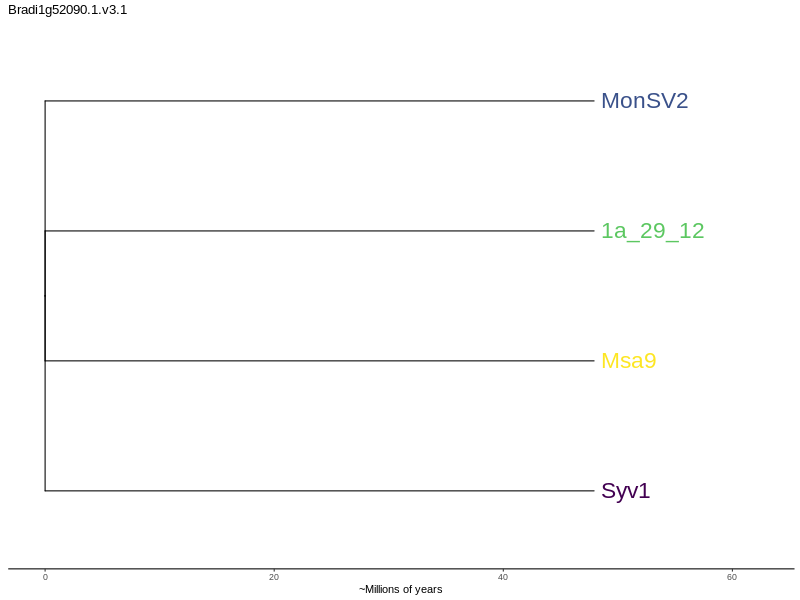 Bradi1g52090.1.v3.1
MonSV2
1a_29_12
Msa9
Syv1
0 20 40 60
~Millions of years